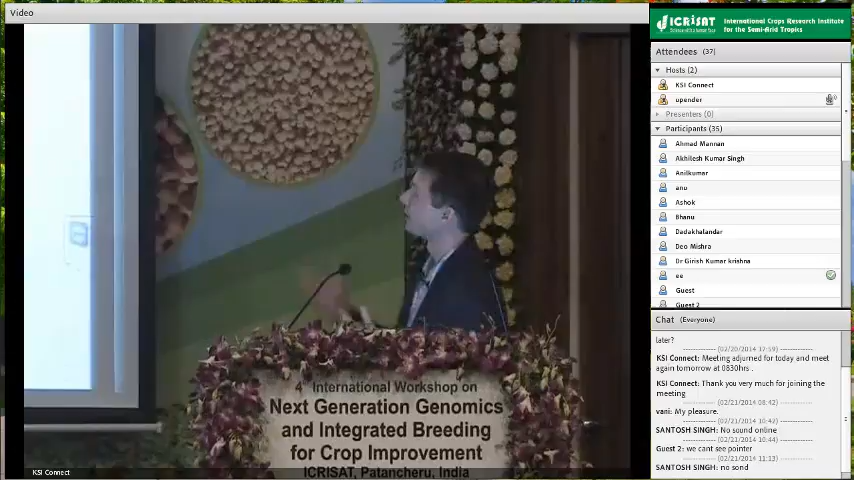 Video
ICRISAT
International Crops Research Institute
for the Semi-Arid Tropics
Attendees (37)
Hosts (2)
KSI Connect
upender
Presenters (0)
Participants (35)
Ahmad Mannan
Akhilesh Kumar Singh
Anilkumar
anu
Ashok
Bhanu
Dadakhalandar
Deo Mishra
Dr Girish Kumar krishna
ee
Guest
Guest 2
Chat (Everyone)
later?
(02/20/2014 17:59)
KSI Connect: Meeting adjurned for today and meet
again tomorrow at 0830hrs .
KSI Connect: Thank you very much for joining the
meeting
(02/21/2014 08:42)
vani: My pleasure.
(02/21/2014 10:42)
SANTOSH SINGH: No sound online
(02/21/2014 10:44)
Guest 2: we cant see pointer
(02/21/2014 11:13)
SANTOSH SINGH: no sond
4th International Workshop on
Next Generation Genomics
and Integrated Breeding
for Crop Improvement
ICRISAT, Patancheru, India
KSI Connect